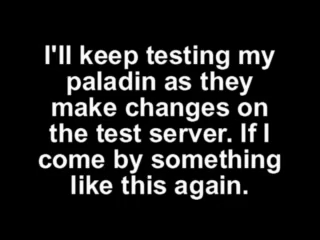 I'll keep testing my
paladin as they
make changes on
the test server. If I
come by something
like this again.